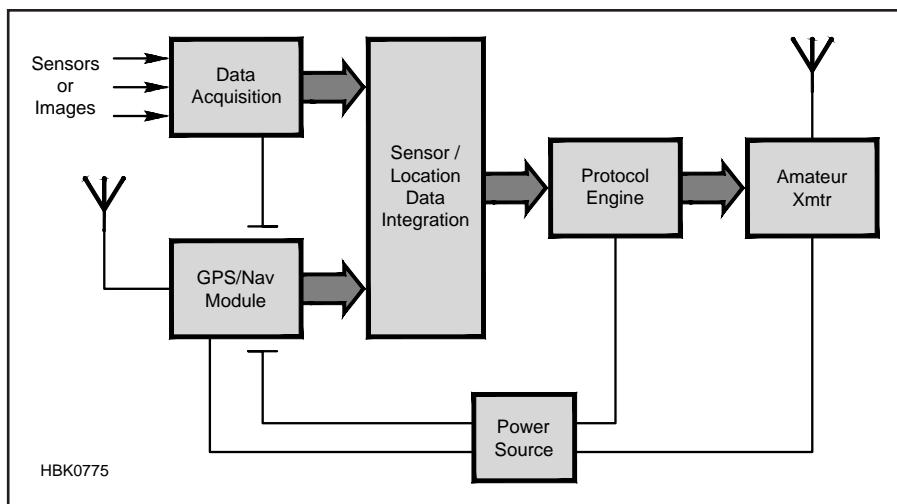 Sensors
or
Images
Data
Acquisition
GPS/Nav
Module
Sensor /
Location
Data
Integration
Protocol
Engine
Amateur
Xmtr
Power
Source
HBK0775